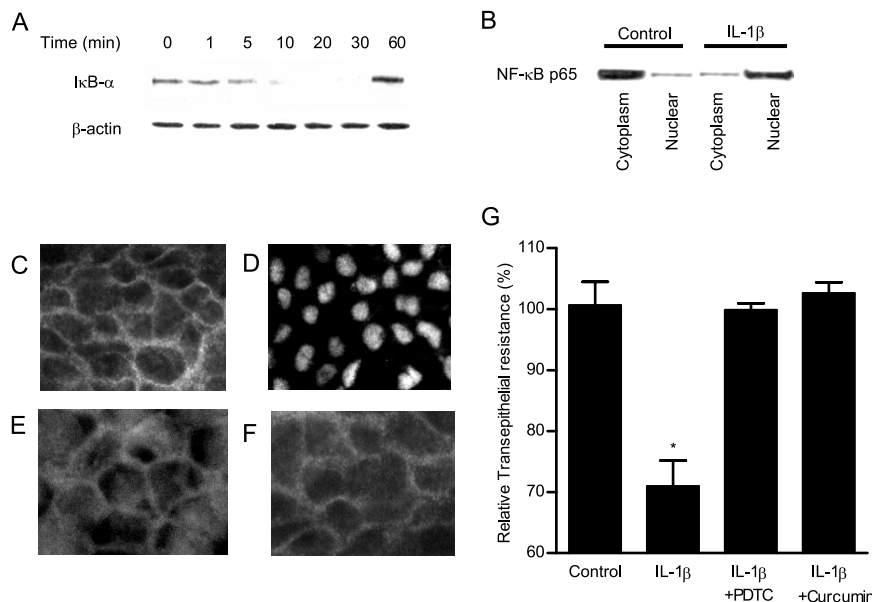 A
Time (min) 0 1 5 10 20 30 60
IκB-α
β-actin
B
Control IL-1β
NF-κB p65
Cytoplasm
Nuclear
Cytoplasm
Nuclear
C
D
E
F
G
Relative Transepithelial resistance (%)
110
100
90
80
70
60
*
Control
IL-1β
IL-1β
+PDTC
IL-1β
+Curcumin